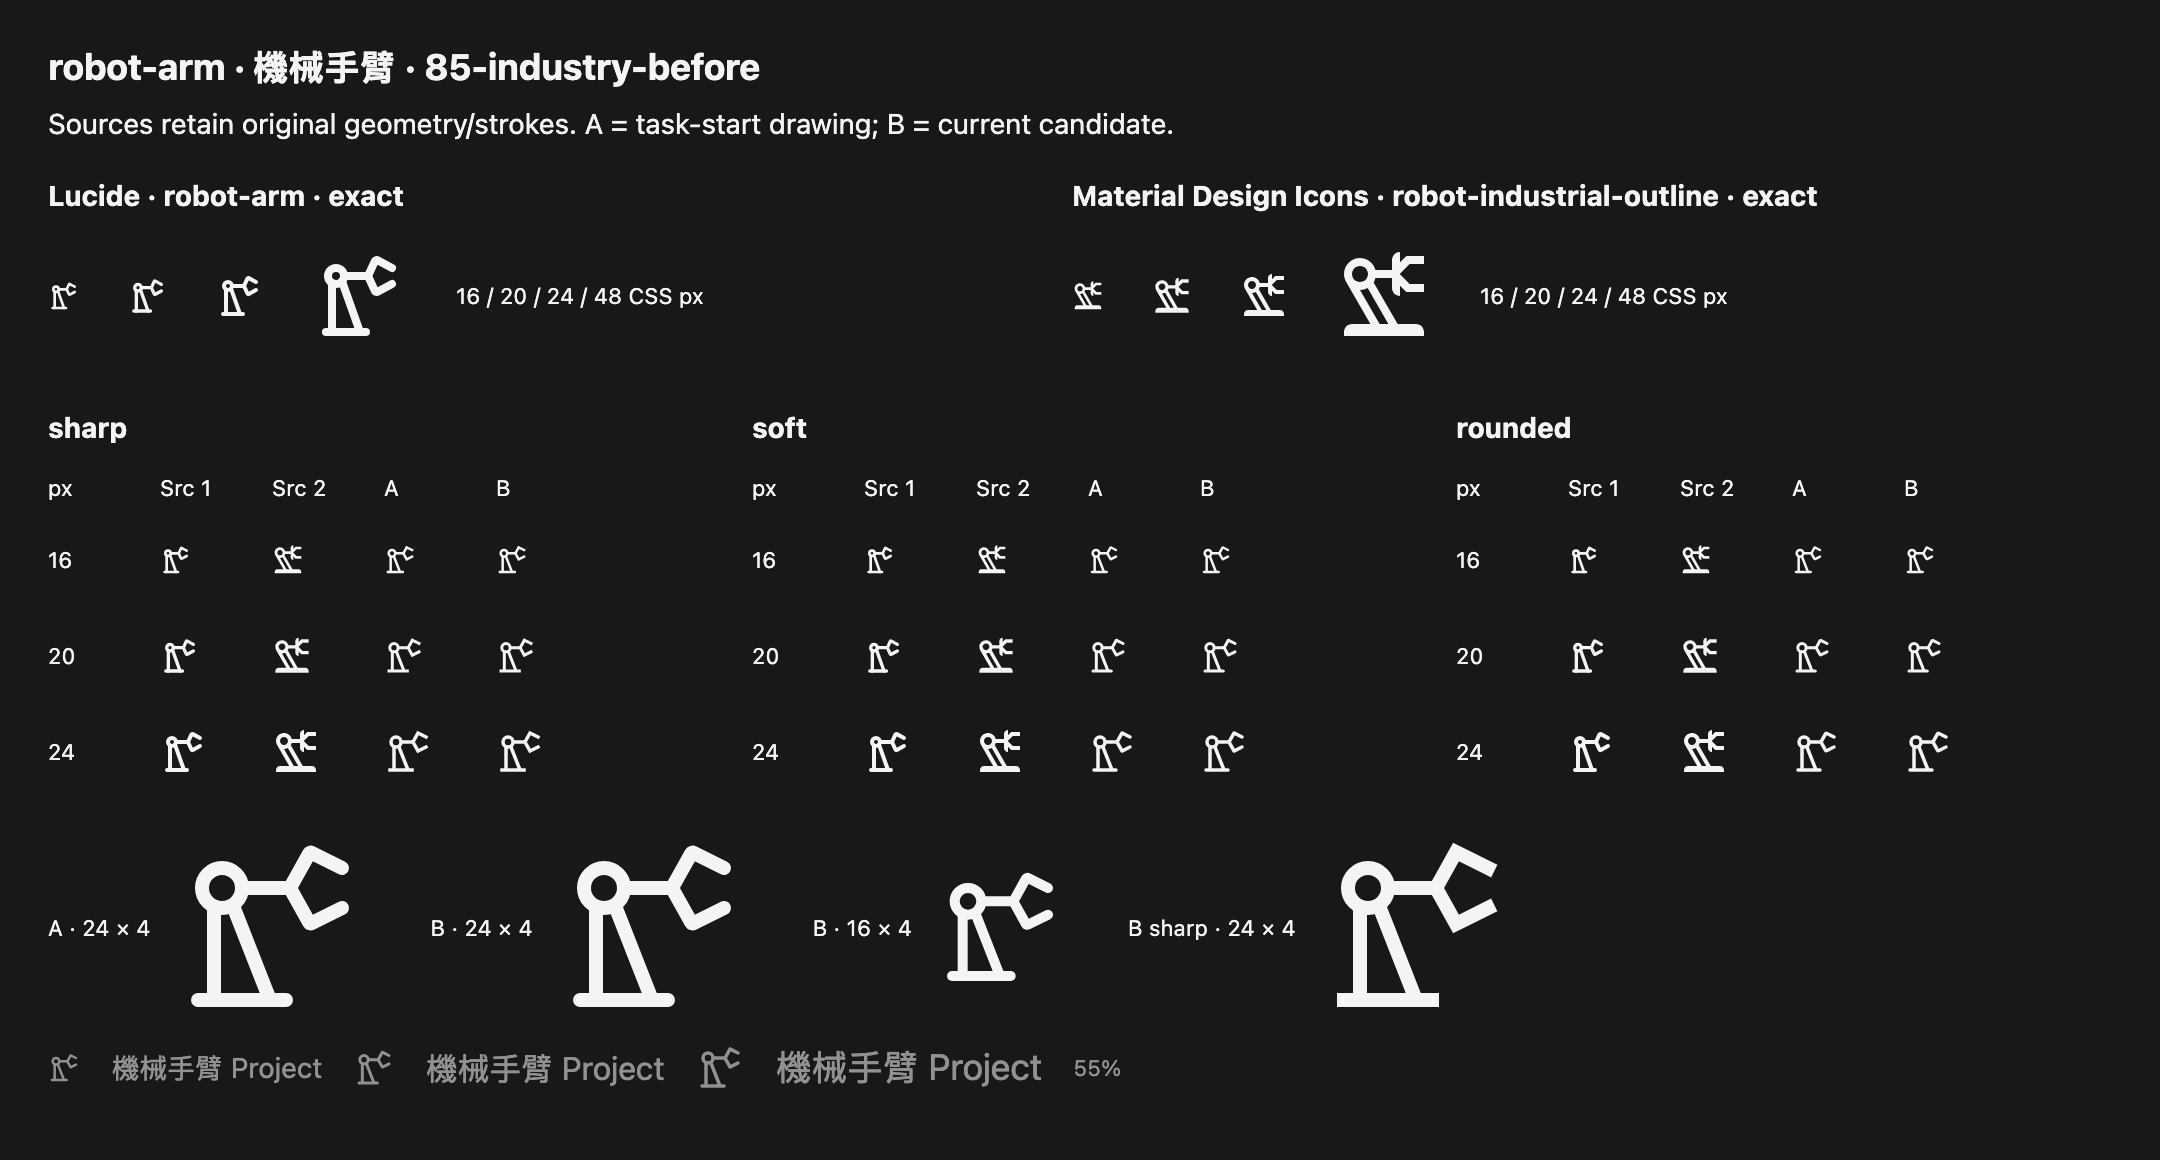 robot-arm · 機械手臂 · 85-industry-before
Sources retain original geometry/strokes. A = task-start drawing; B = current candidate.
Lucide · robot-arm · exact
Material Design Icons · robot-industrial-outline · exact
16 / 20 / 24 / 48 CSS px
16 / 20 / 24 / 48 CSS px
sharp
soft
rounded
px Src 1 Src 2 A B
px Src 1 Src 2 A B
px Src 1 Src 2 A B
16
16
16
20
20
20
24
24
24
A · 24 × 4
B · 24 × 4
B · 16 × 4
B sharp · 24 × 4
機械手臂 Project
機械手臂 Project
機械手臂 Project
55%